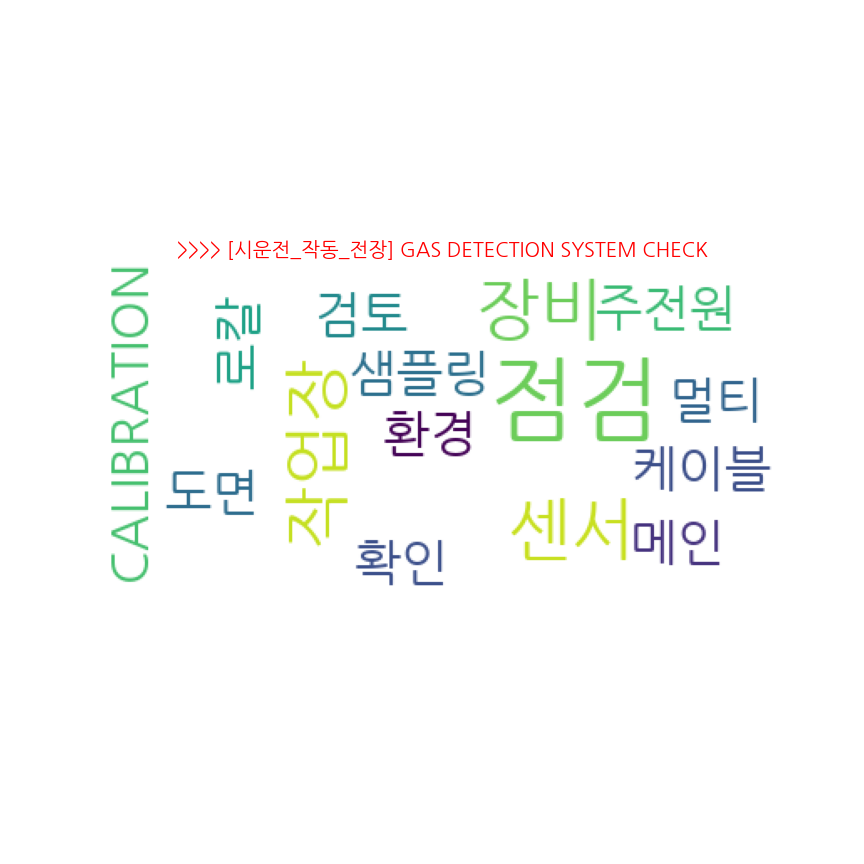 >>>> [시운전_작동_전장] GAS DETECTION SYSTEM CHECK
CALIBRATION
로칼
검토
장비
주전원
샘플링
점검
멀티
작업장
환경
케이블
도면
센서
메인
확인